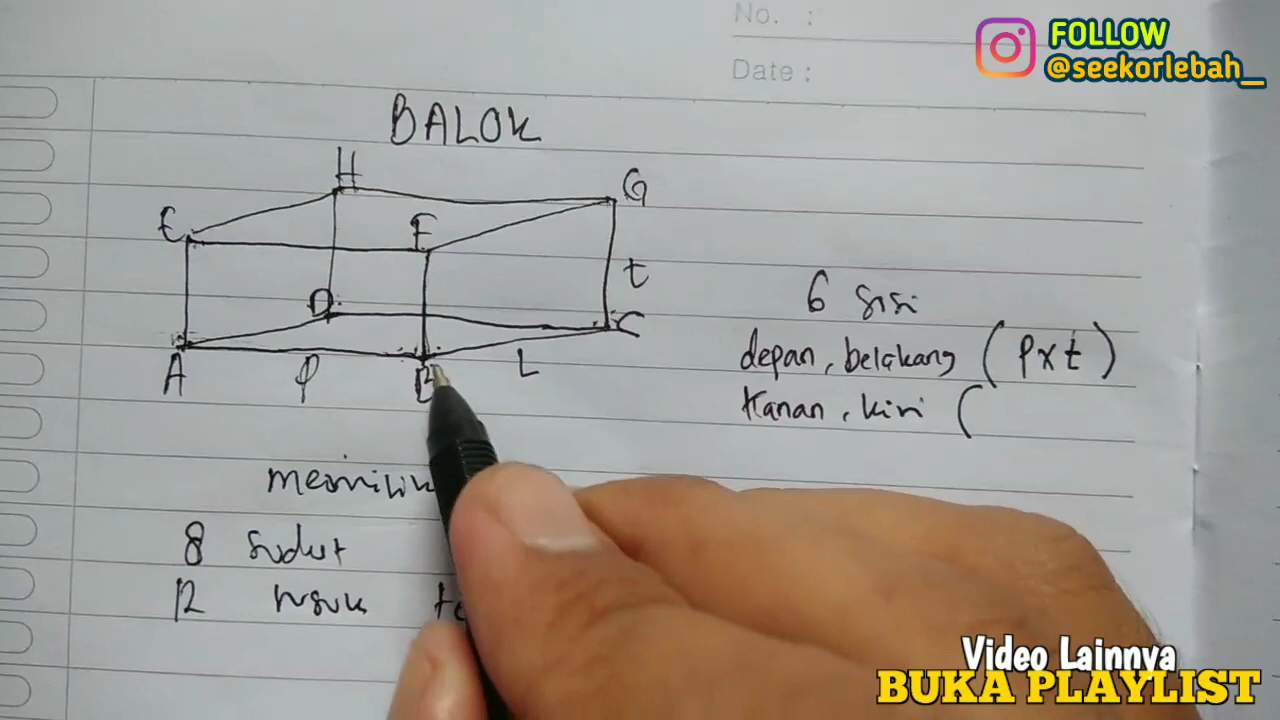 No. :
Date :
FOLLOW
@seekorlebah_
BALOK
H
G
E
F
t
D
C
A
P
B
L
6 sisi
depan, belakang (pxt)
Kanan, kiri (
memiliki
8 sudut
12 rusuk
Video Lainnya
BUKA PLAYLIST